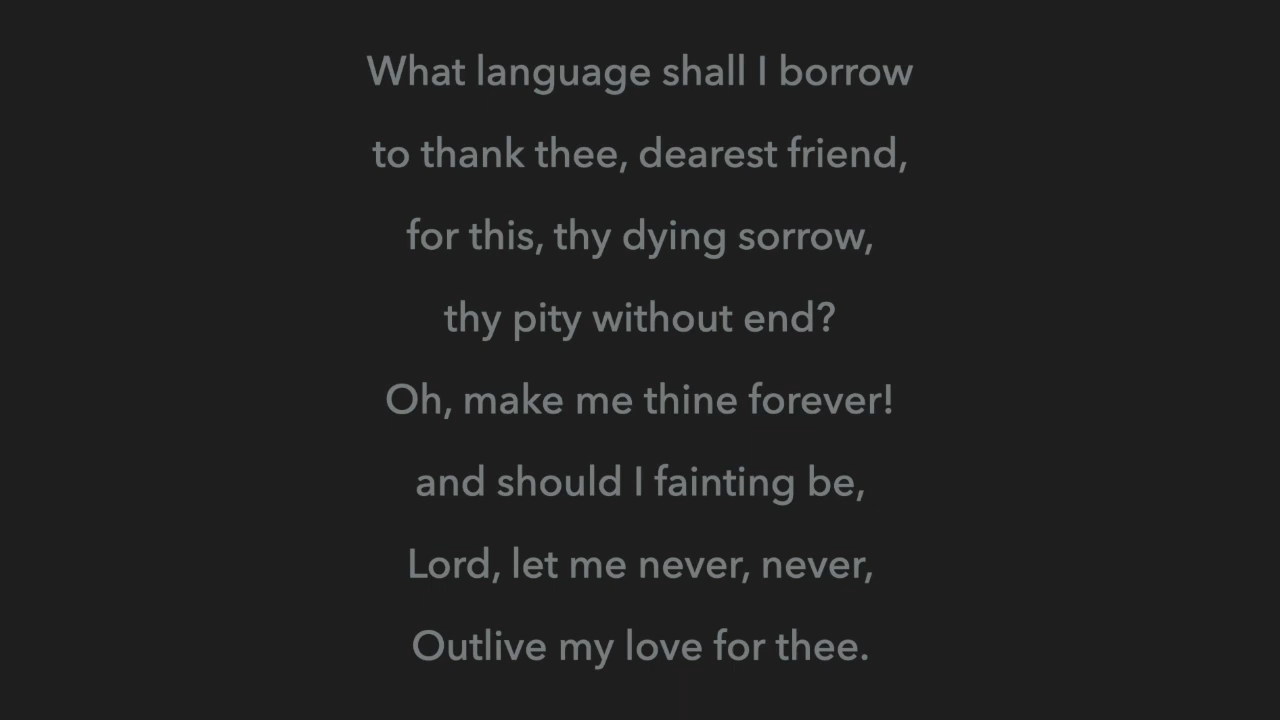 What language shall I borrow
to thank thee, dearest friend,
for this, thy dying sorrow,
thy pity without end?
Oh, make me thine forever!
and should I fainting be,
Lord, let me never, never,
Outlive my love for thee.